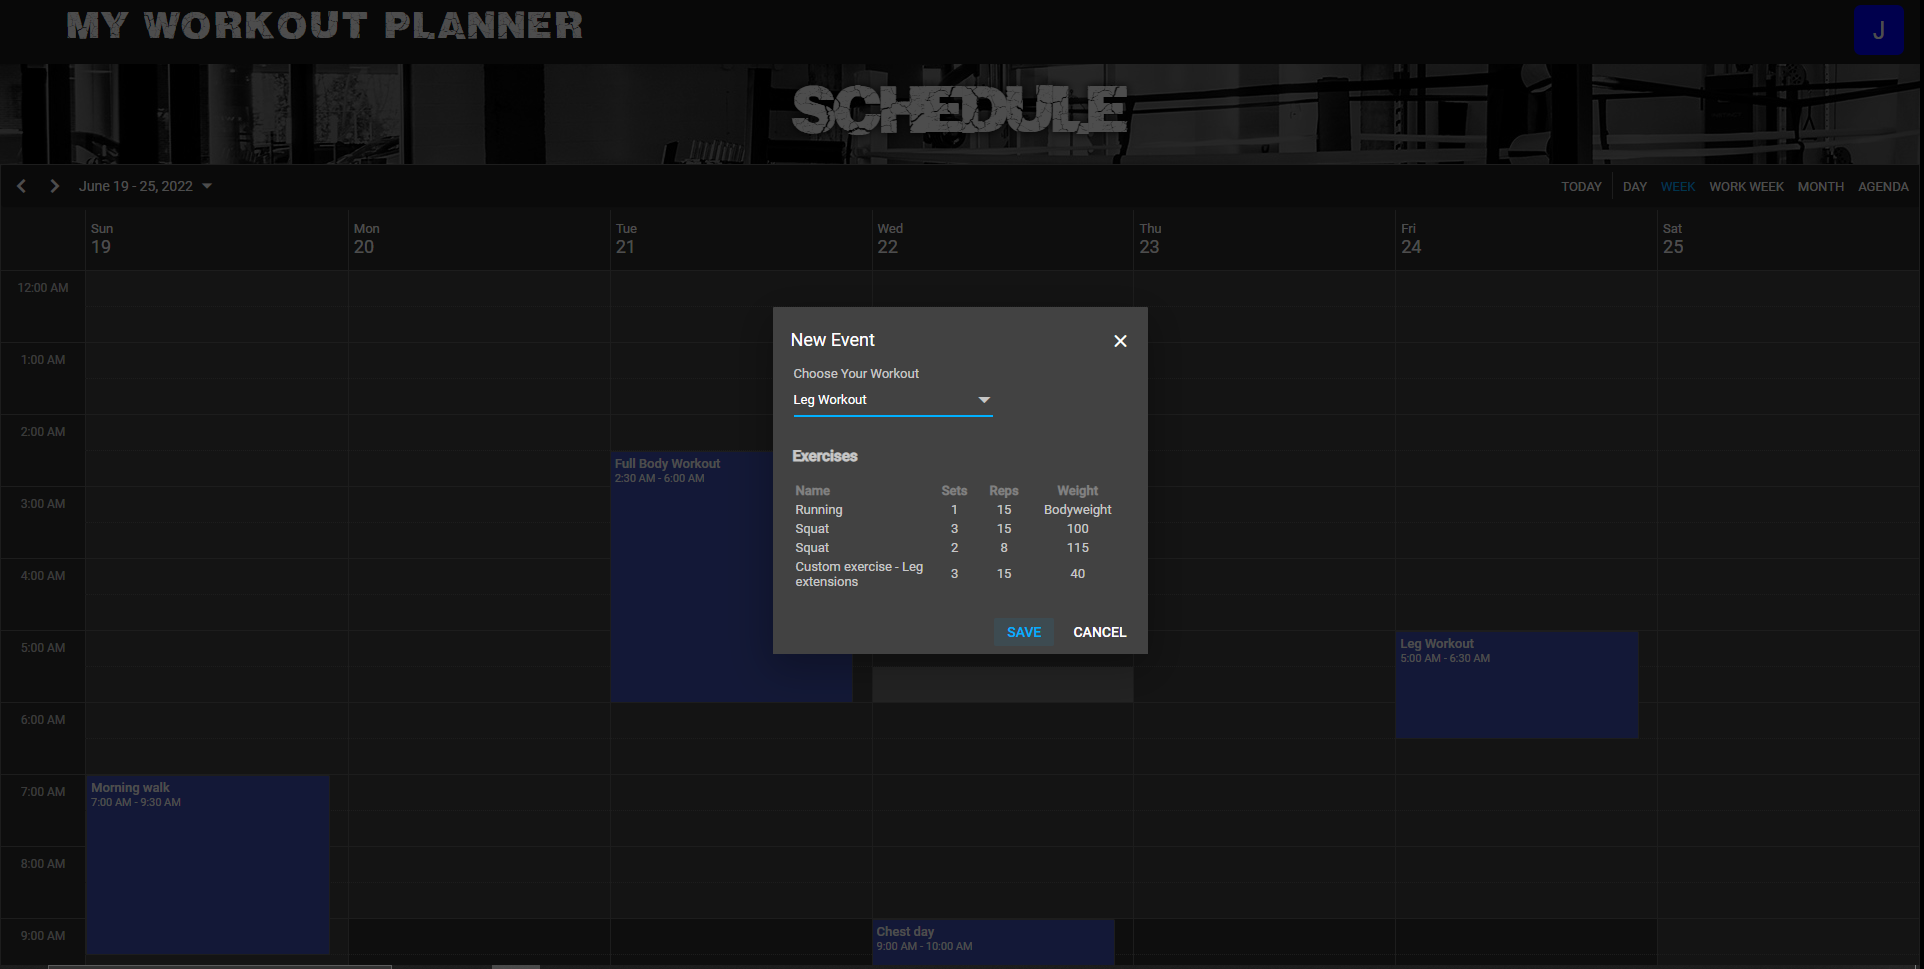 MY WORKOUT PLANNER
J
SCHEDULE
June 19 - 25, 2022
TODAY DAY WEEK WORK WEEK MONTH AGENDA
Sun Mon Tue Wed Thu Fri Sat
19 20 21 22 23 24 25
12:00 AM
1:00 AM
2:00 AM
3:00 AM
4:00 AM
5:00 AM
6:00 AM
7:00 AM
8:00 AM
9:00 AM
Morning walk
7:00 AM - 9:30 AM
Full Body Workout
2:30 AM - 6:00 AM
Chest day
9:00 AM - 10:00 AM
Leg Workout
5:00 AM - 6:30 AM
New Event
Choose Your Workout
Leg Workout
Exercises
Name Sets Reps Weight
Running 1 15 Bodyweight
Squat 3 15 100
Squat 2 8 115
Custom exercise - Leg
extensions 3 15 40
SAVE CANCEL